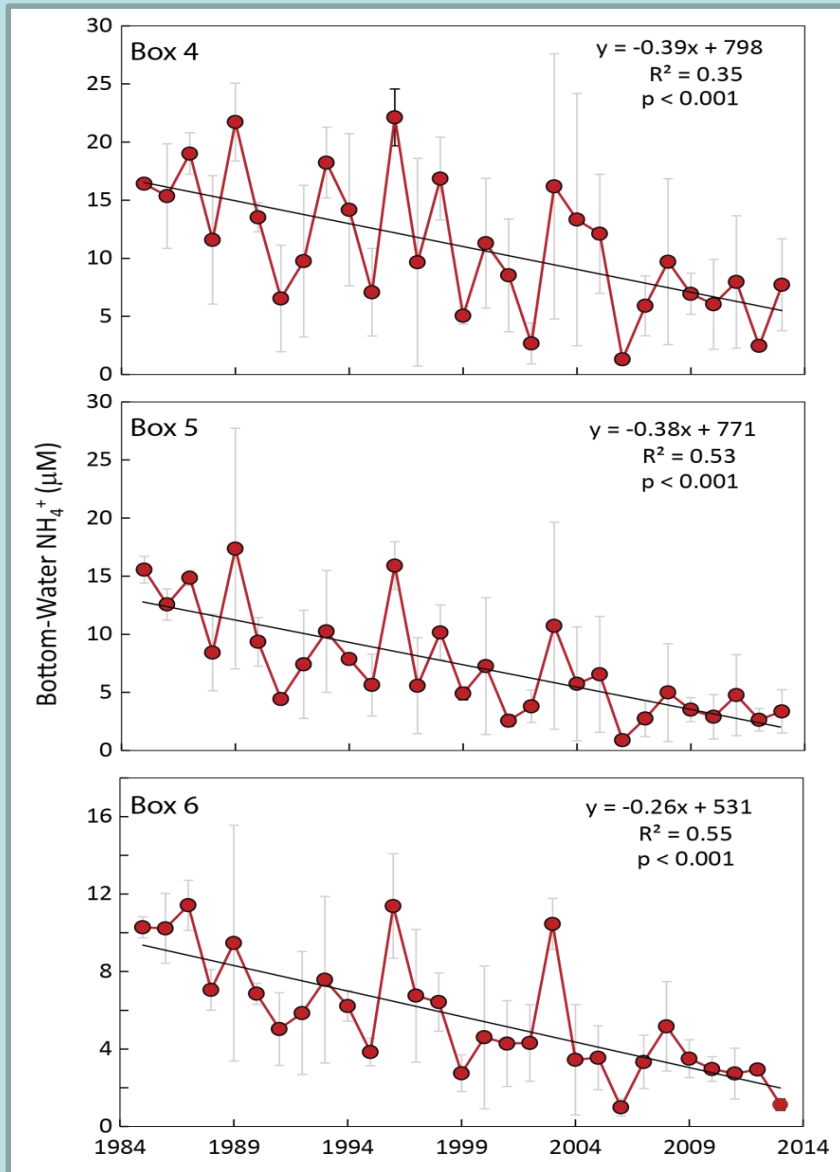 Bottom-Water NH₄⁺ (μM)
Box 4
y = -0.39x + 798
R² = 0.35
p < 0.001
30
25
20
15
10
5
0
Box 5
y = -0.38x + 771
R² = 0.53
p < 0.001
30
25
20
15
10
5
0
Box 6
y = -0.26x + 531
R² = 0.55
p < 0.001
16
12
8
4
0
1984 1989 1994 1999 2004 2009 2014